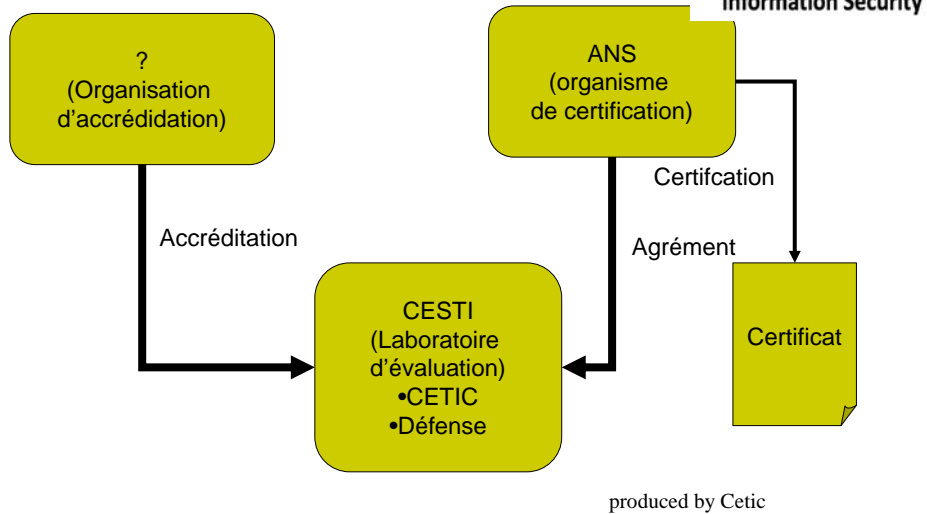 Information Security
?
(Organisation
d'accrédidation)
ANS
(organisme
de certification)
Certifcation
Accréditation
Agrément
CESTI
(Laboratoire
d'évaluation)
•CETIC
•Défense
Certificat
produced by Cetic